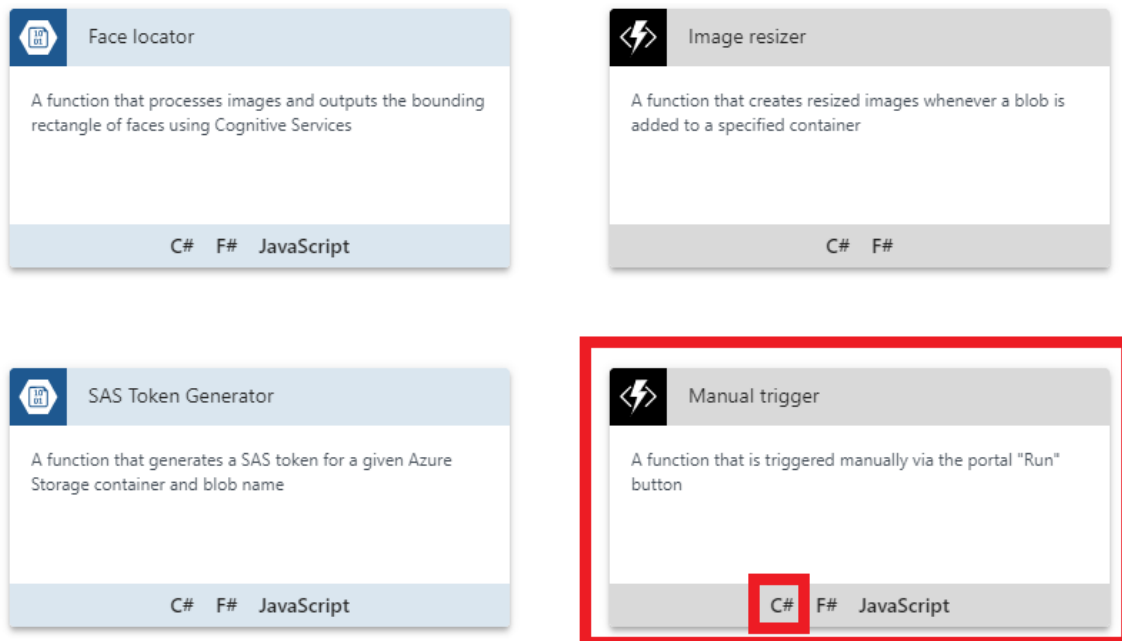 Face locator
A function that processes images and outputs the bounding
rectangle of faces using Cognitive Services
C# F# JavaScript
Image resizer
A function that creates resized images whenever a blob is
added to a specified container
C# F#
SAS Token Generator
A function that generates a SAS token for a given Azure
Storage container and blob name
C# F# JavaScript
Manual trigger
A function that is triggered manually via the portal "Run"
button
C# F# JavaScript